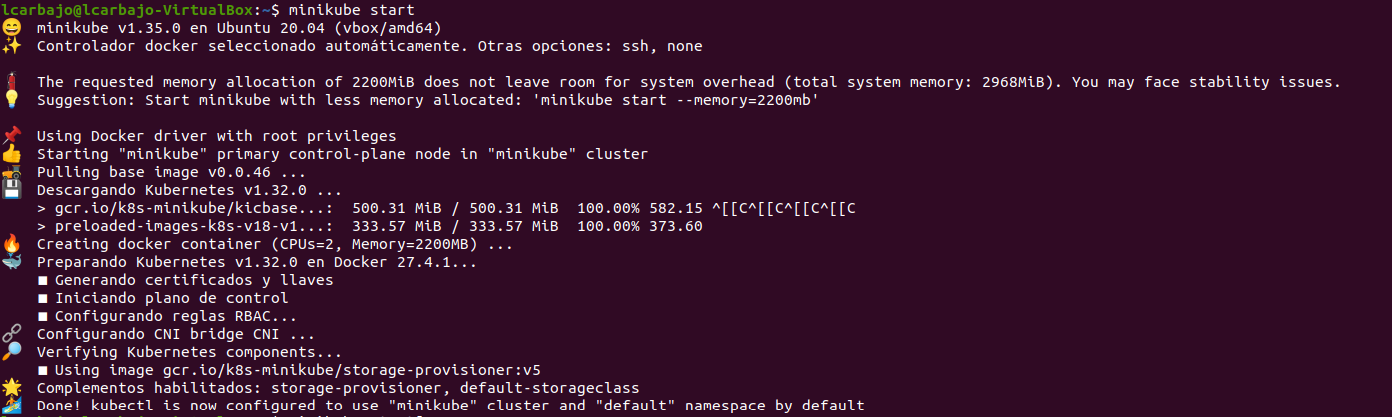 lcarbajo@lcarbajo-VirtualBox:~$ minikube start
minikube v1.35.0 en Ubuntu 20.04 (vbox/amd64)
Controlador docker seleccionado automáticamente. Otras opciones: ssh, none
The requested memory allocation of 2200MiB does not leave room for system overhead (total system memory: 2968MiB). You may face stability issues.
Suggestion: Start minikube with less memory allocated: 'minikube start --memory=2200mb'
Using Docker driver with root privileges
Starting "minikube" primary control-plane node in "minikube" cluster
Pulling base image v0.0.46 ...
Descargando Kubernetes v1.32.0 ...
> gcr.io/k8s-minikube/kicbase...:  500.31 MiB / 500.31 MiB  100.00% 582.15 ^[[C^[[C^[[C^[[C
> preloaded-images-k8s-v18-v1...:  333.57 MiB / 333.57 MiB  100.00% 373.60
Creating docker container (CPUs=2, Memory=2200MB) ...
Preparando Kubernetes v1.32.0 en Docker 27.4.1...
▪ Generando certificados y llaves
▪ Iniciando plano de control
▪ Configurando reglas RBAC...
Configurando CNI bridge CNI ...
Verifying Kubernetes components...
▪ Using image gcr.io/k8s-minikube/storage-provisioner:v5
Complementos habilitados: storage-provisioner, default-storageclass
Done! kubectl is now configured to use "minikube" cluster and "default" namespace by default